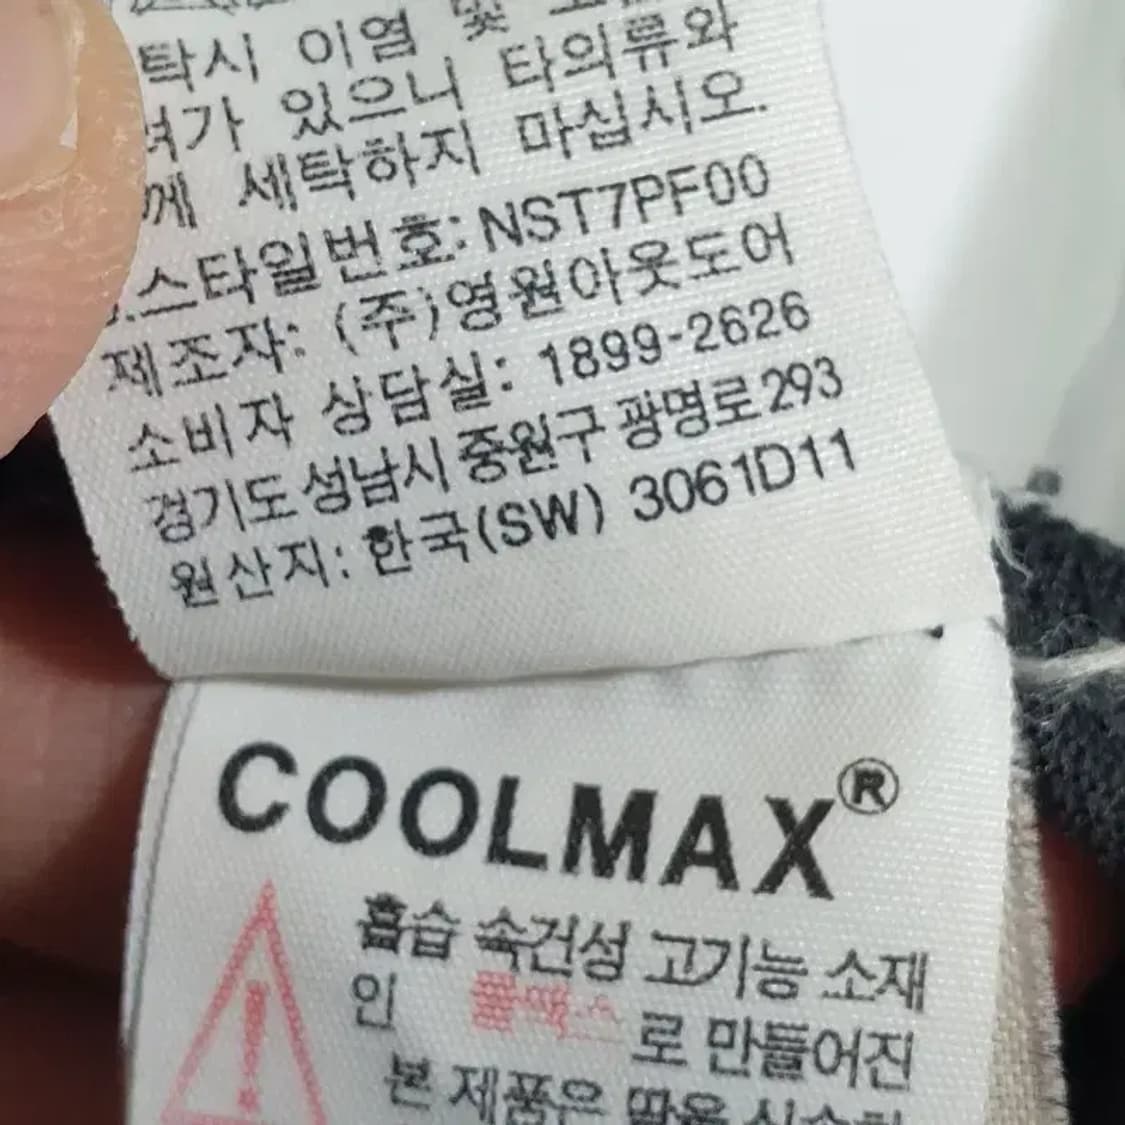 탁시 이염 및
여가 있으니 타의류와
께 세탁하지 마십시오.
.스타일번호: NST7PF00
제조자: (주)영원아웃도어
소비자 상담실: 1899-2626
경기도 성남시 중원구 광명로293
원산지: 한국(SW) 3061D11
COOLMAX®
흡습 속건성 고기능 소재
인 쿨맥스로 만들어진
본 제품은 땀을